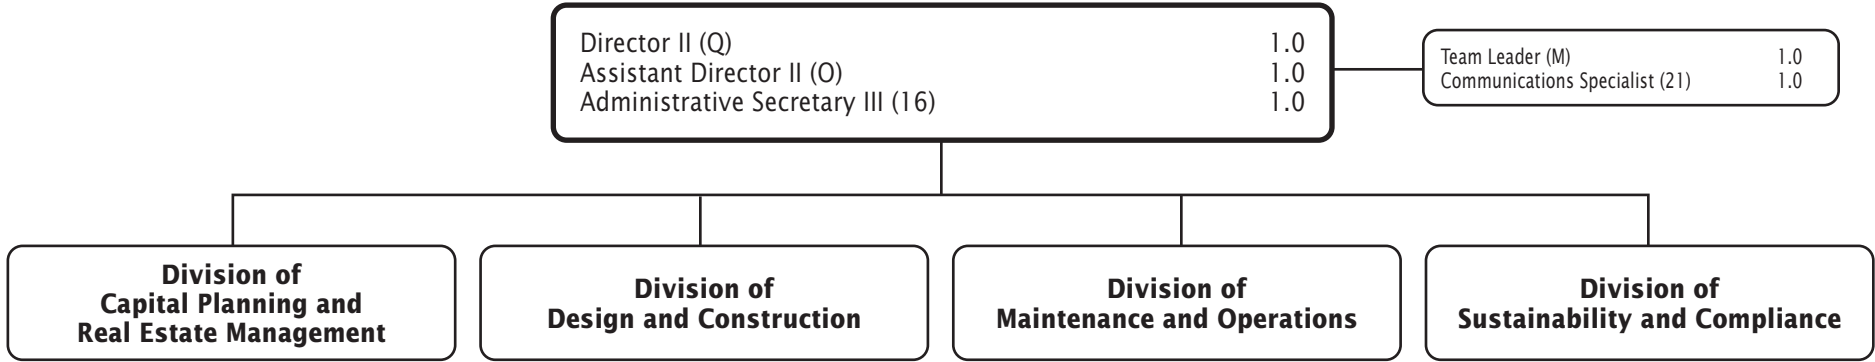 Director II (Q) 1.0
Assistant Director II (O) 1.0
Administrative Secretary III (16) 1.0
Team Leader (M) 1.0
Communications Specialist (21) 1.0
Division of
Capital Planning and
Real Estate Management
Division of
Design and Construction
Division of
Maintenance and Operations
Division of
Sustainability and Compliance